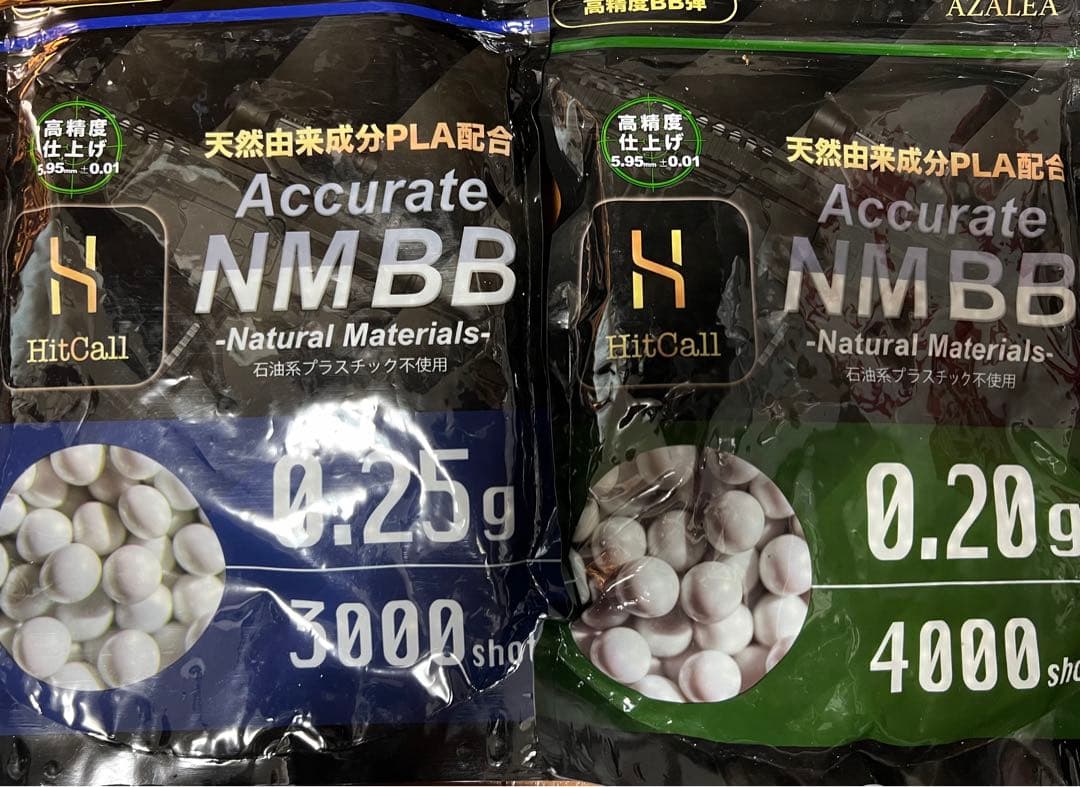 高精度
仕上げ
5.95mm ±0.01
天然由来成分PLA配合
Accurate
NMBB
-Natural Materials-
石油系プラスチック不使用
HitCall
0.25g
3000shot
高精度BB弾
AZALEA
高精度
仕上げ
5.95mm ±0.01
天然由来成分PLA配合
Accurate
NMBB
-Natural Materials-
石油系プラスチック不使用
HitCall
0.20g
4000sho